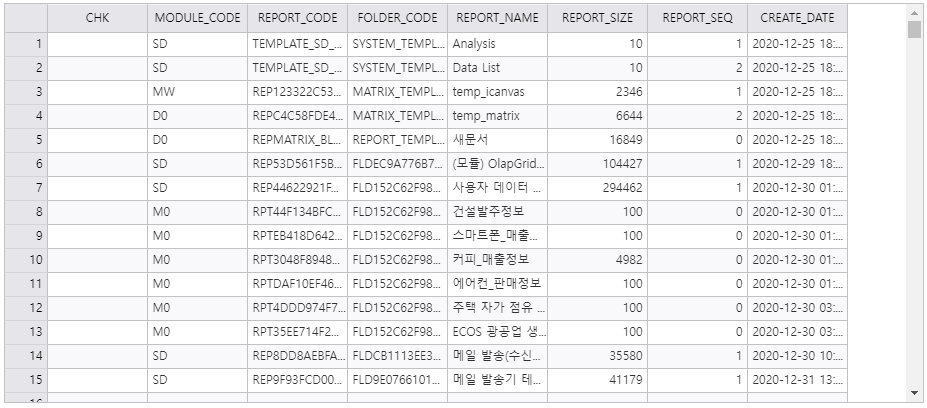 CHK MODULE_CODE REPORT_CODE FOLDER_CODE REPORT_NAME REPORT_SIZE REPORT_SEQ CREATE_DATE
1 SD TEMPLATE_SD_... SYSTEM_TEMPL... Analysis 10 1 2020-12-25 18:...
2 SD TEMPLATE_SD_... SYSTEM_TEMPL... Data List 10 2 2020-12-25 18:...
3 MW REP123322C53... MATRIX_TEMPL... temp_icanvas 2346 1 2020-12-25 18:...
4 D0 REPC4C58FDE4... MATRIX_TEMPL... temp_matrix 6644 2 2020-12-25 18:...
5 D0 REPMATRIX_BL... REPORT_TEMPL... 새문서 16849 0 2020-12-25 18:...
6 SD REP53D561F5B... FLDEC9A776B7... (모듈) OlapGrid... 104427 1 2020-12-29 18:...
7 SD REP44622921F... FLD152C62F98... 사용자 데이터 ... 294462 1 2020-12-30 01:...
8 M0 RPT44F134BFC... FLD152C62F98... 건설발주정보 100 0 2020-12-30 01:...
9 M0 RPTEB418D642... FLD152C62F98... 스마트폰_매출... 100 0 2020-12-30 01:...
10 M0 RPT3048F8948... FLD152C62F98... 커피_매출정보 4982 0 2020-12-30 01:...
11 M0 RPTDAF10EF46... FLD152C62F98... 에어컨_판매정보 100 0 2020-12-30 01:...
12 M0 RPT4DDD974F7... FLD152C62F98... 주택 자가 점유 ... 100 0 2020-12-30 03:...
13 M0 RPT35EE714F2... FLD152C62F98... ECOS 광공업 생... 100 0 2020-12-30 03:...
14 SD REP8DD8AEBFA... FLDCB1113EE3... 메일 발송(수신... 35580 1 2020-12-30 10:...
15 SD REP9F93FCD00... FLD9E0766101... 메일 발송기 테... 41179 1 2020-12-31 13:...